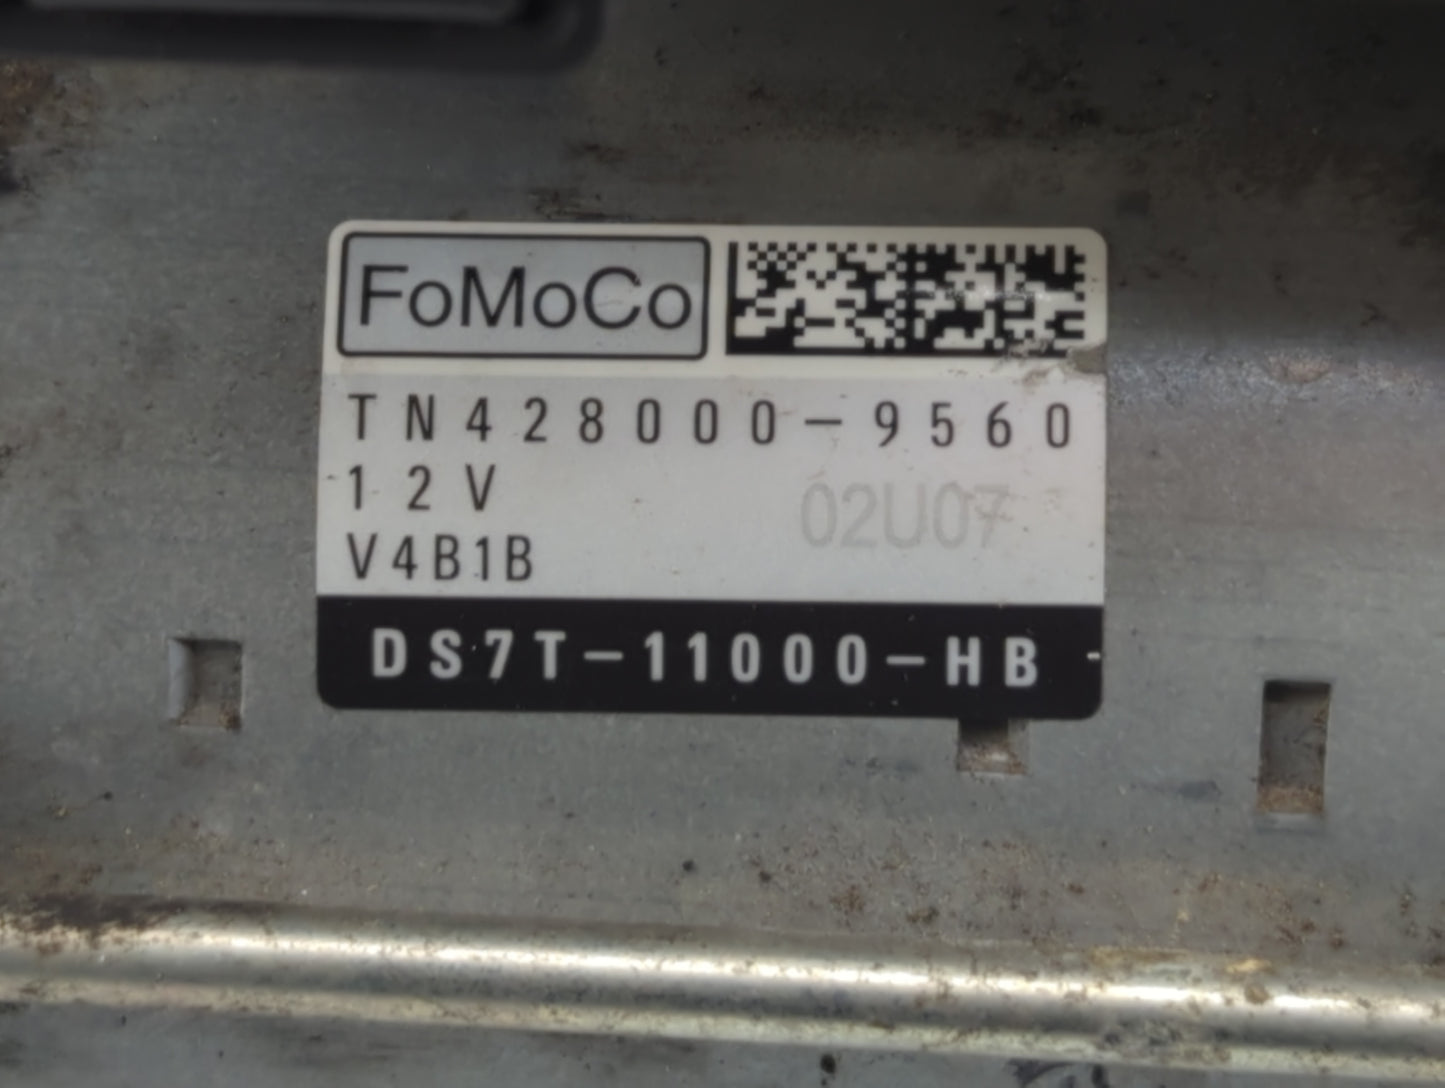 FoMoCo
TN428000-9560
12V
02U07
V4B1B
DS7T-11000-HB